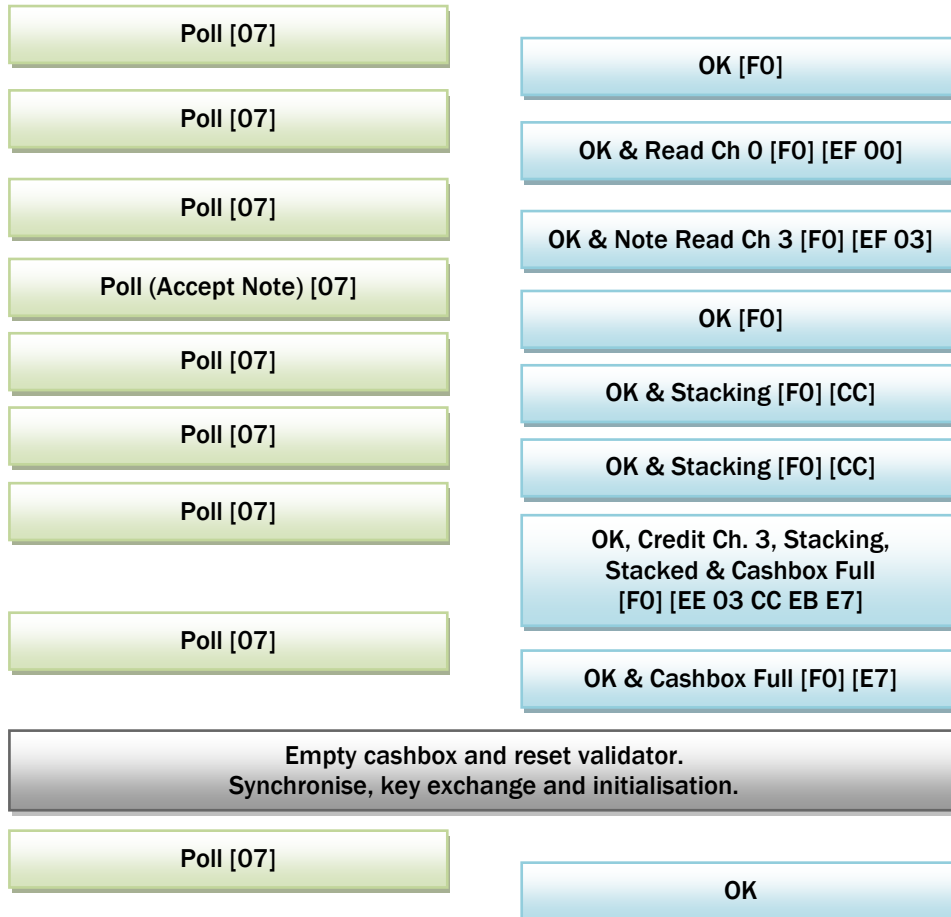 Poll [07]
OK [F0]
Poll [07]
OK & Read Ch 0 [F0] [EF 00]
Poll [07]
OK & Note Read Ch 3 [F0] [EF 03]
Poll (Accept Note) [07]
OK [F0]
Poll [07]
OK & Stacking [F0] [CC]
Poll [07]
OK & Stacking [F0] [CC]
Poll [07]
OK, Credit Ch. 3, Stacking,
Stacked & Cashbox Full
[F0] [EE 03 CC EB E7]
Poll [07]
OK & Cashbox Full [F0] [E7]
Empty cashbox and reset validator.
Synchronise, key exchange and initialisation.
Poll [07]
OK